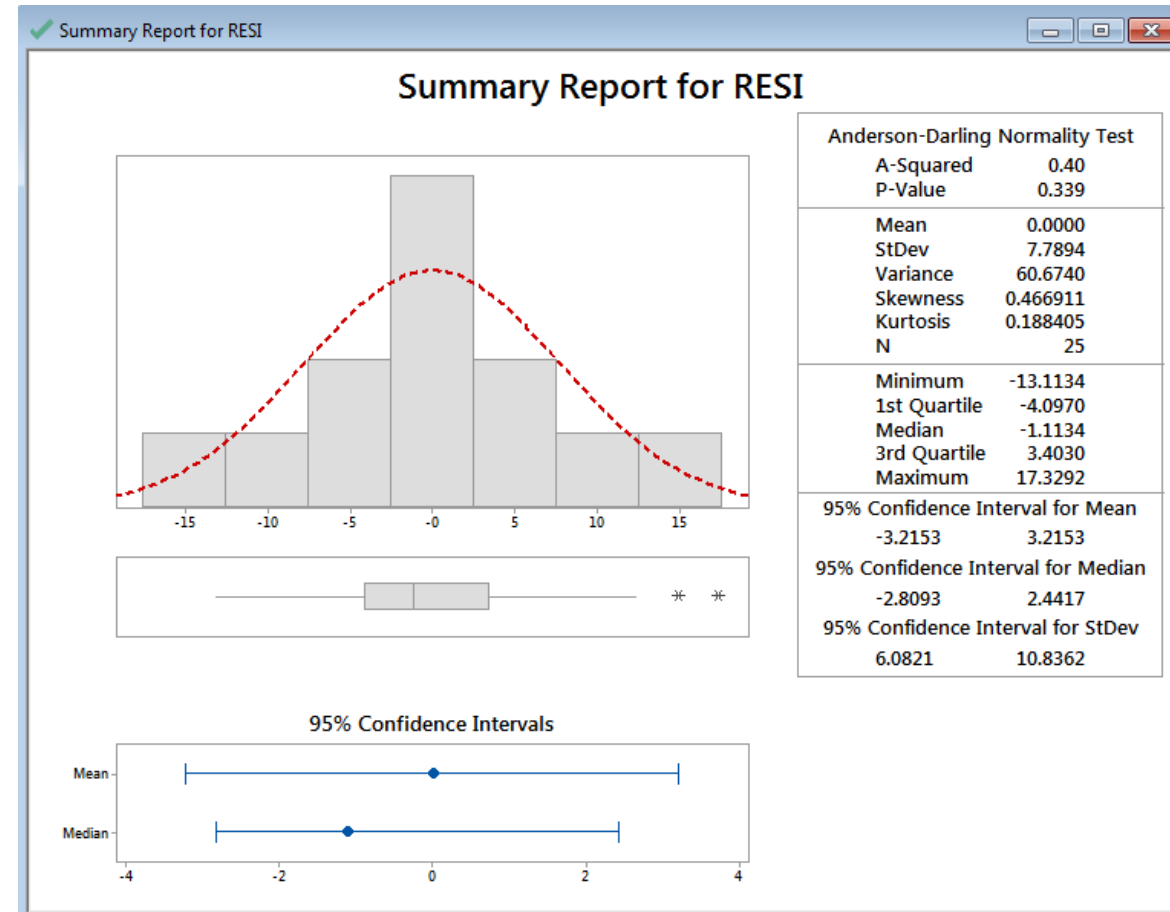 Summary Report for RESI
Summary Report for RESI
Anderson-Darling Normality Test
A-Squared 0.40
P-Value 0.339
Mean 0.0000
StDev 7.7894
Variance 60.6740
Skewness 0.466911
Kurtosis 0.188405
N 25
Minimum -13.1134
1st Quartile -4.0970
Median -1.1134
3rd Quartile 3.4030
Maximum 17.3292
95% Confidence Interval for Mean
-3.2153 3.2153
95% Confidence Interval for Median
-2.8093 2.4417
95% Confidence Interval for StDev
6.0821 10.8362
-15 -10 -5 -0 5 10 15
95% Confidence Intervals
Mean
Median
-4 -2 0 2 4